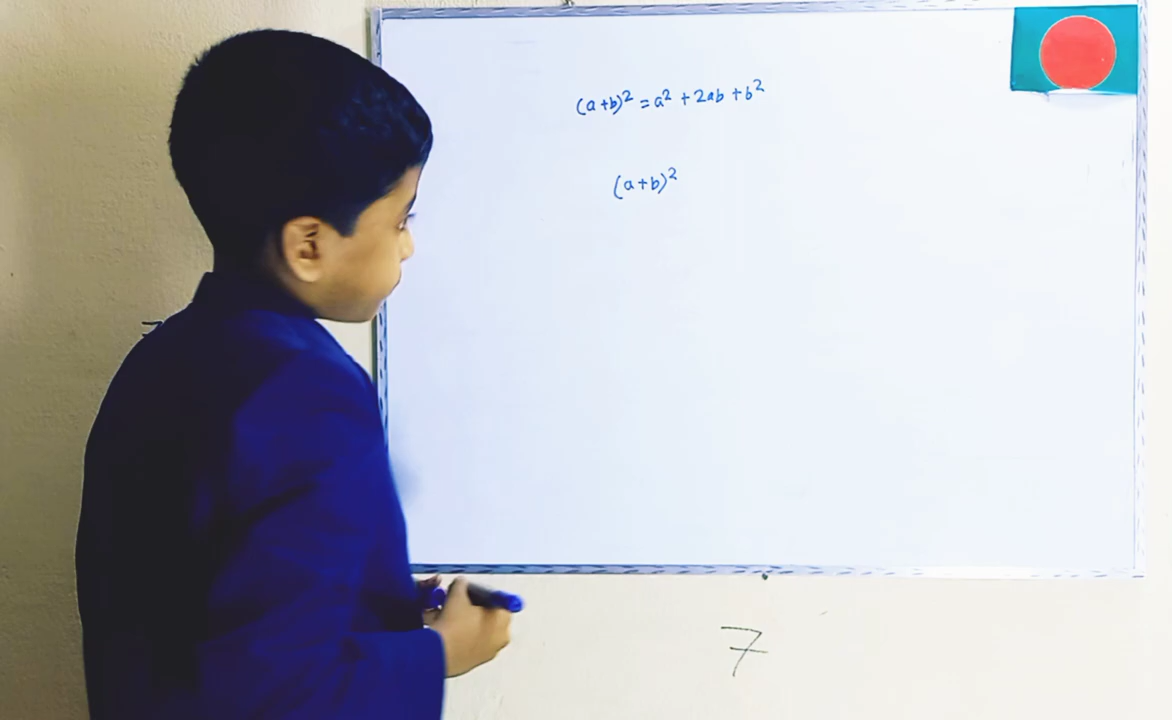 (a+b)² = a² + 2ab + b²
(a+b)²
7